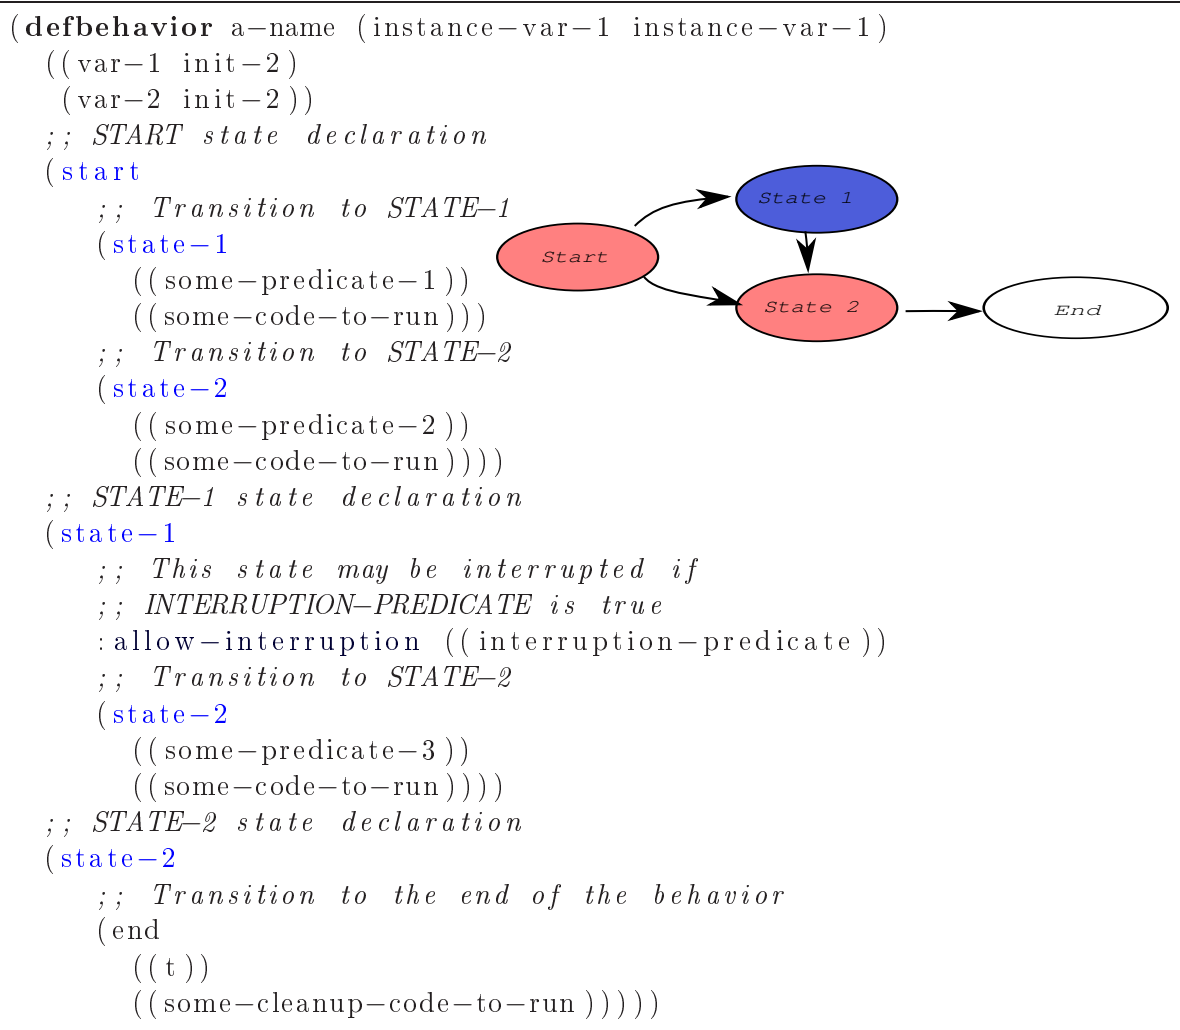 (defbehavior a−name (instance−var−1 instance−var−1)
  ((var−1 init−2)
   (var−2 init−2))
  ;; START state declaration
  (start
     ;; Transition to STATE−1
     (state−1
       ((some−predicate−1))
       ((some−code−to−run)))
     ;; Transition to STATE−2
     (state−2
       ((some−predicate−2))
       ((some−code−to−run))))
  ;; STATE−1 state declaration
  (state−1
     ;; This state may be interrupted if
     ;; INTERRUPTION−PREDICATE is true
     :allow−interruption ((interruption−predicate))
     ;; Transition to STATE−2
     (state−2
       ((some−predicate−3))
       ((some−code−to−run))))
  ;; STATE−2 state declaration
  (state−2
     ;; Transition to the end of the behavior
     (end
       ((t))
       ((some−cleanup−code−to−run)))))
Start
State 1
State 2
End